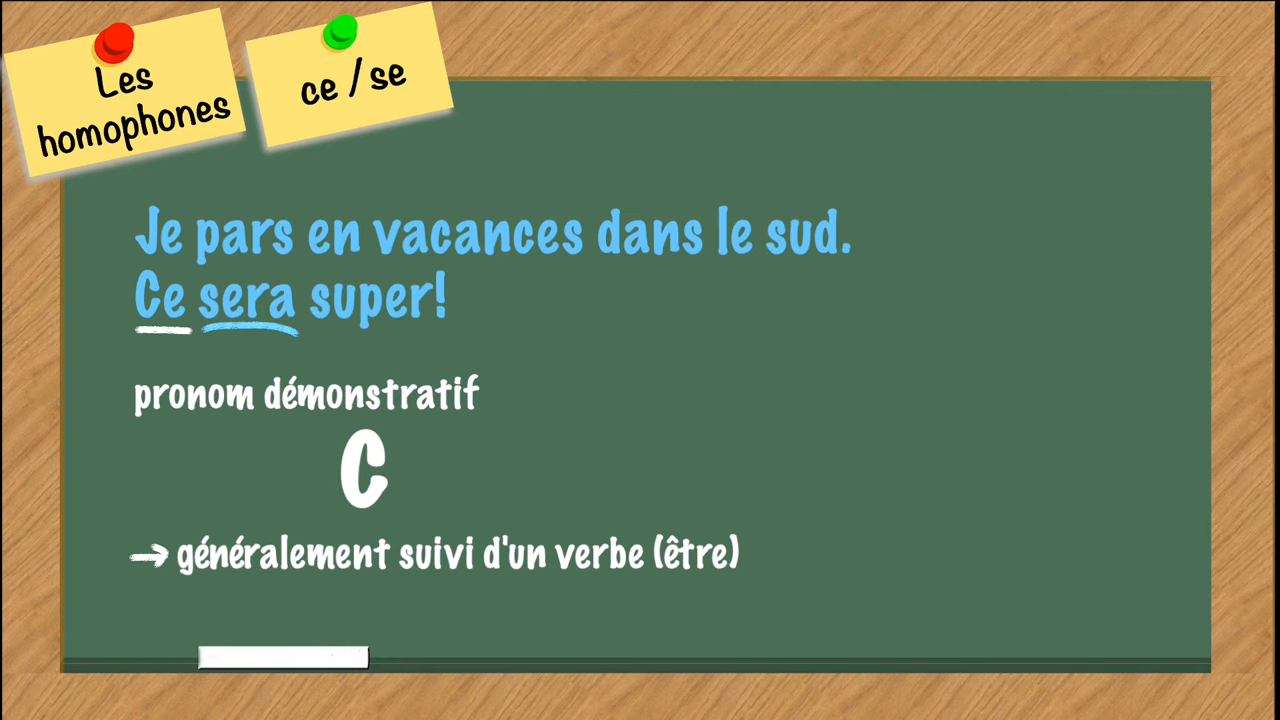 Les
homophones
ce / se
Je pars en vacances dans le sud.
Ce sera super!
pronom démonstratif
C
→ généralement suivi d'un verbe (être)